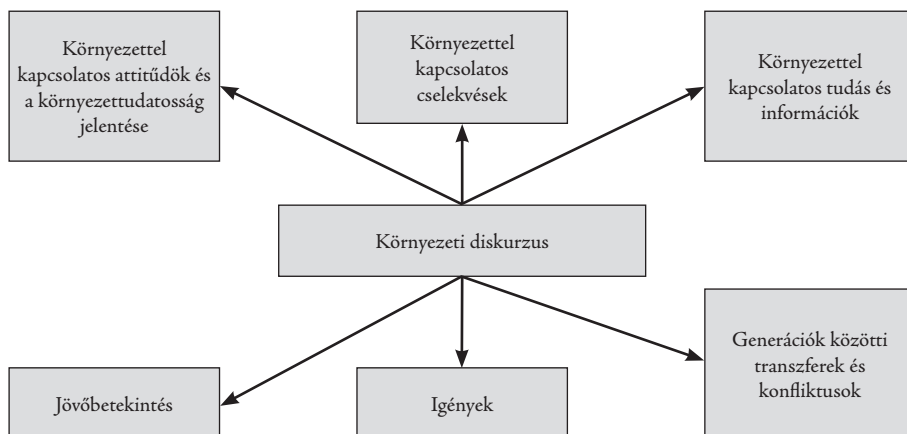 Környezettel
kapcsolatos attitűdök és
a környezettudatosság
jelentése
Környezettel
kapcsolatos
cselekvések
Környezettel
kapcsolatos tudás és
információk
Környezeti diskurzus
Jövőbetekintés
Igények
Generációk közötti
transzferek és
konfliktusok